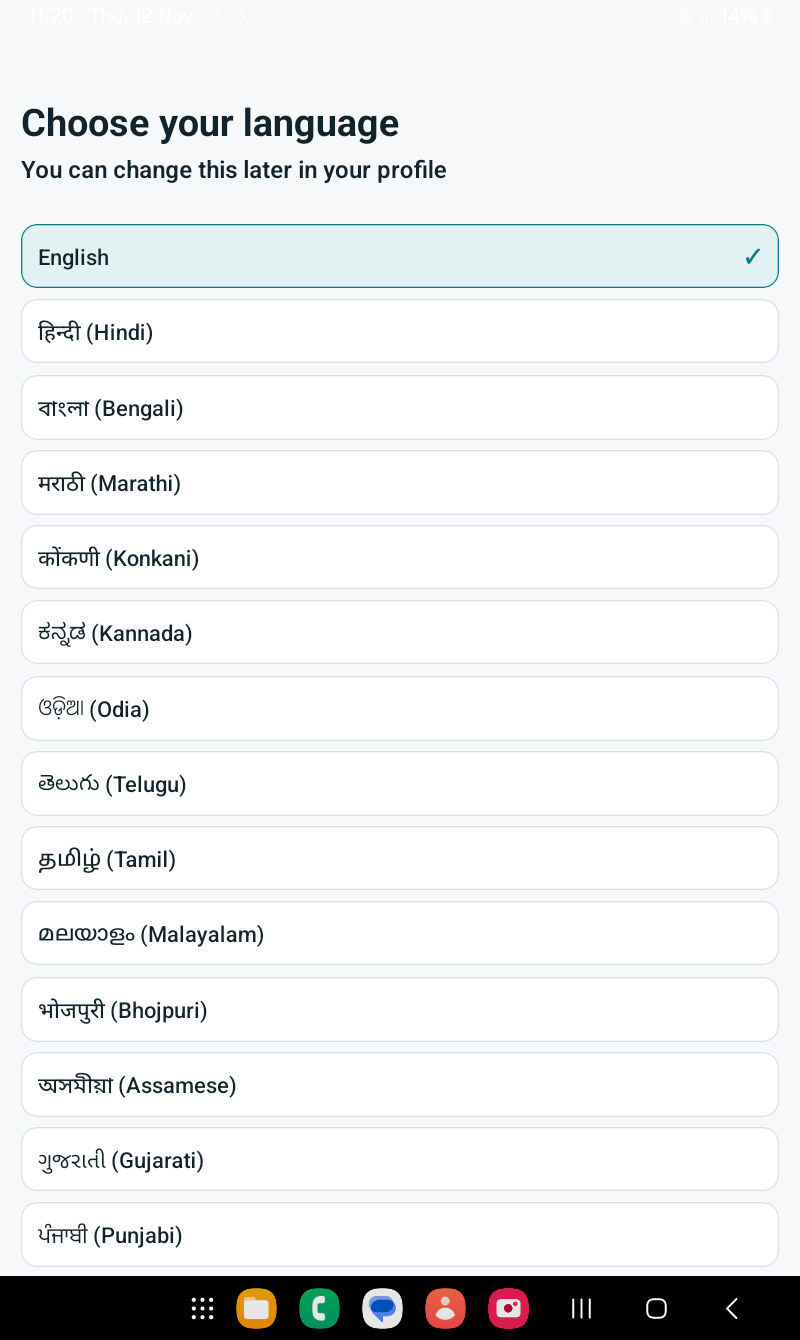 11:20 Thu, 12 Nov 14%
Choose your language
You can change this later in your profile
English ✓
हिन्दी (Hindi)
বাংলা (Bengali)
मराठी (Marathi)
कोंकणी (Konkani)
ಕನ್ನಡ (Kannada)
ଓଡ଼ିଆ (Odia)
తెలుగు (Telugu)
தமிழ் (Tamil)
മലയാളം (Malayalam)
भोजपुरी (Bhojpuri)
অসমীয়া (Assamese)
ગુજરાતી (Gujarati)
ਪੰਜਾਬੀ (Punjabi)